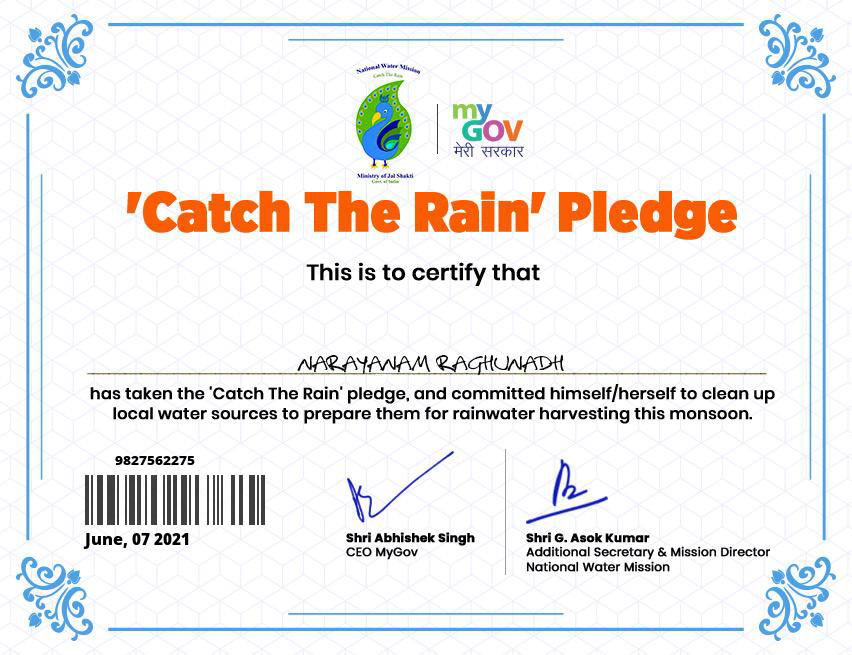 National Water Mission
Catch The Rain
Ministry of Jal Shakti
Govt. of India
my
GOV
मेरी सरकार
'Catch The Rain' Pledge
This is to certify that
NARAYANAM RAGHUNADH
has taken the 'Catch The Rain' pledge, and committed himself/herself to clean up
local water sources to prepare them for rainwater harvesting this monsoon.
9827562275
June, 07 2021
Shri Abhishek Singh
CEO MyGov
Shri G. Asok Kumar
Additional Secretary & Mission Director
National Water Mission